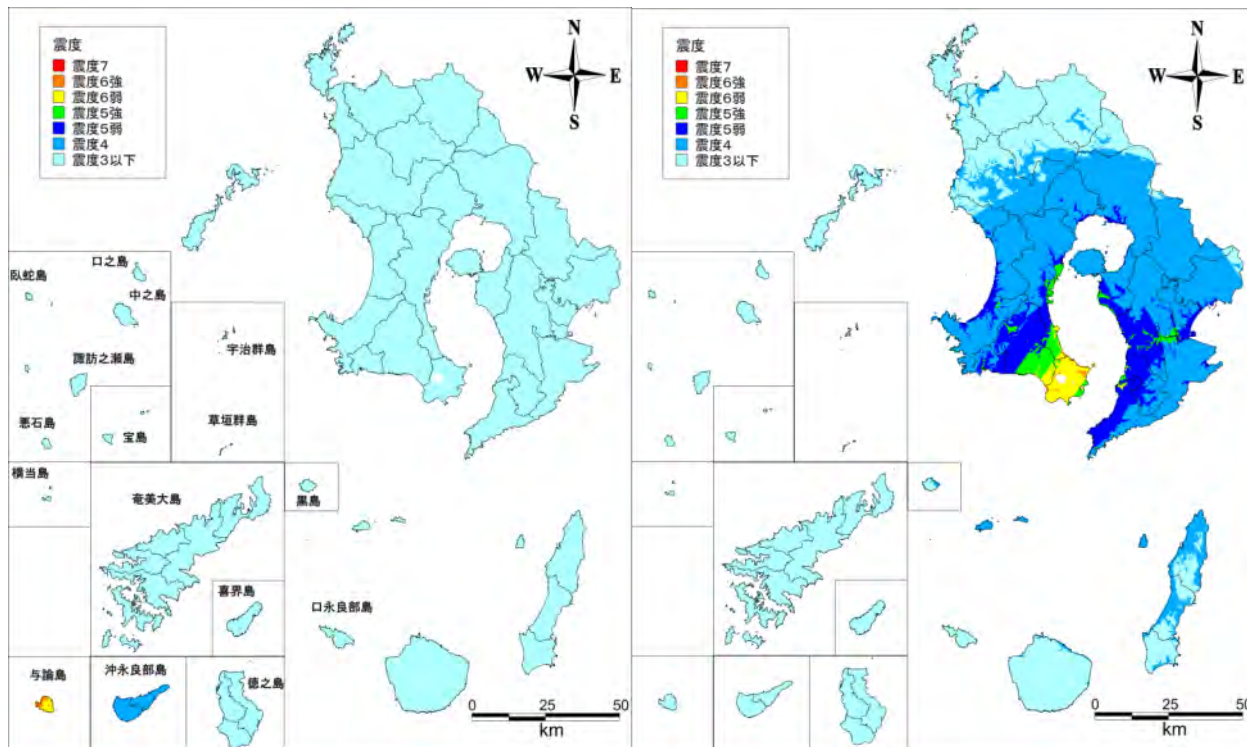 震度
震度7
震度6強
震度6弱
震度5強
震度5弱
震度4
震度3以下
N
W E
S
口之島
臥蛇島
中之島
宇治群島
諏訪之瀬島
草垣群島
悪石島
宝島
横当島
奄美大島
黒島
喜界島
口永良部島
与論島
沖永良部島
徳之島
0 25 50
km
震度
震度7
震度6強
震度6弱
震度5強
震度5弱
震度4
震度3以下
N
W E
S
0 25 50
km